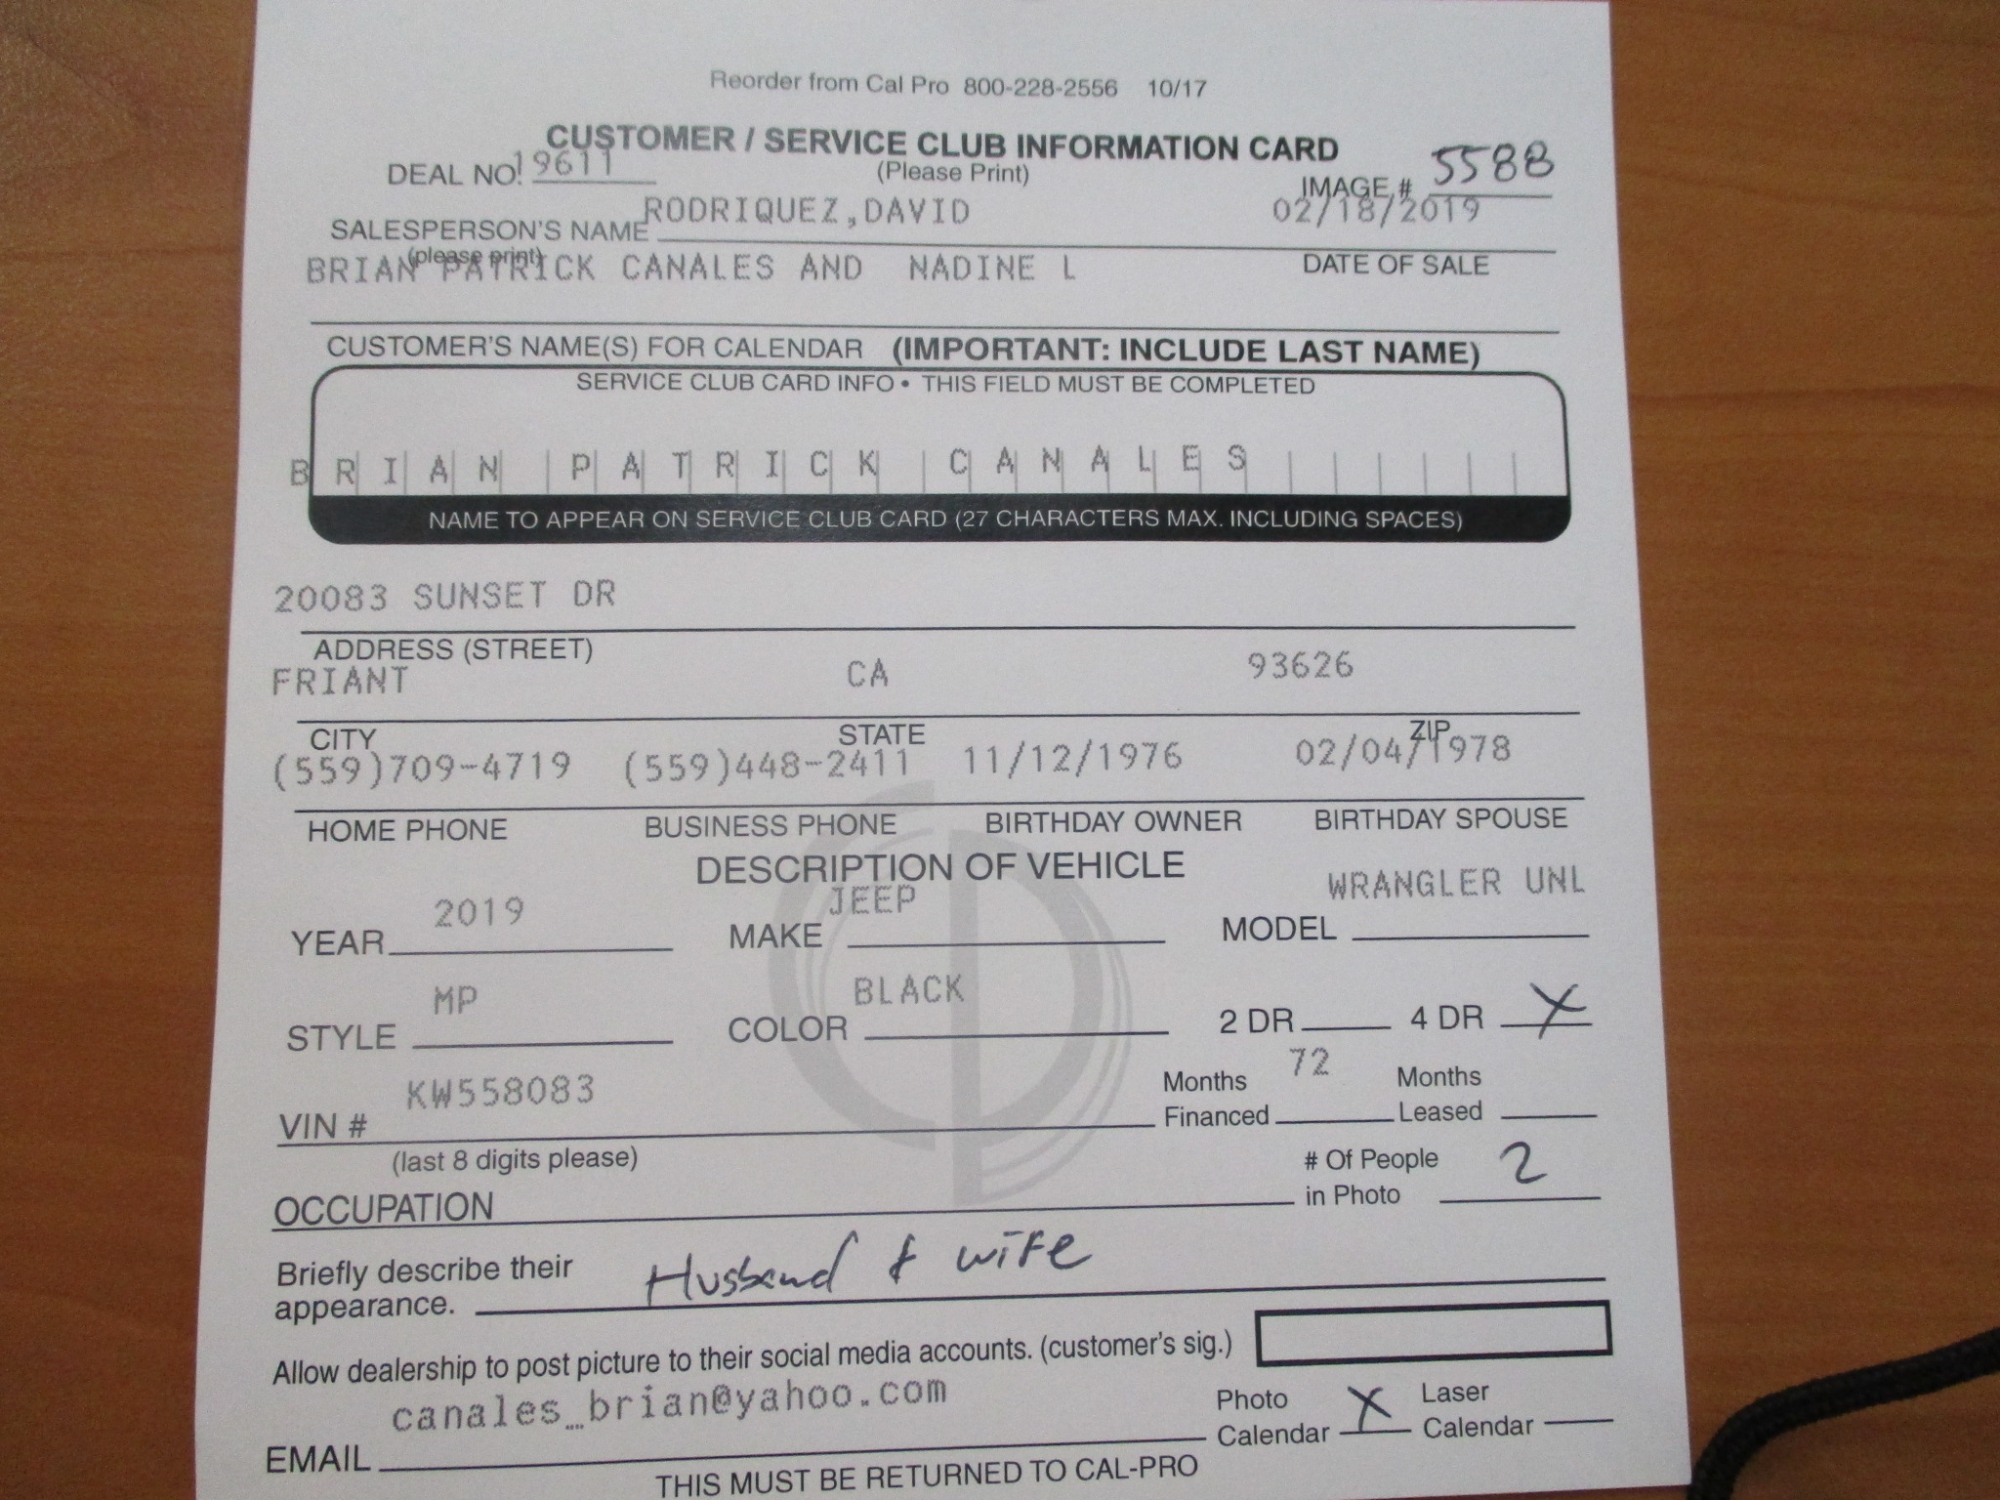 Reorder from Cal Pro 800-228-2556 10/17
CUSTOMER / SERVICE CLUB INFORMATION CARD
DEAL NO. 19611 (Please Print) IMAGE # 5588
SALESPERSON'S NAME RODRIQUEZ,DAVID 02/18/2019
(please print) DATE OF SALE
BRIAN PATRICK CANALES AND NADINE L
CUSTOMER'S NAME(S) FOR CALENDAR (IMPORTANT: INCLUDE LAST NAME)
SERVICE CLUB CARD INFO • THIS FIELD MUST BE COMPLETED
BRIAN PATRICK CANALES
NAME TO APPEAR ON SERVICE CLUB CARD (27 CHARACTERS MAX. INCLUDING SPACES)
20083 SUNSET DR
ADDRESS (STREET)
FRIANT CA 93626
CITY STATE ZIP
(559)709-4719 (559)448-2411 11/12/1976 02/04/1978
HOME PHONE BUSINESS PHONE BIRTHDAY OWNER BIRTHDAY SPOUSE
DESCRIPTION OF VEHICLE
YEAR 2019 MAKE JEEP MODEL WRANGLER UNL
STYLE MP COLOR BLACK 2 DR 4 DR X
VIN # KW558083 Months Financed 72 Months Leased
(last 8 digits please)
OCCUPATION # Of People in Photo 2
Briefly describe their appearance. Husband & wife
Allow dealership to post picture to their social media accounts. (customer's sig.)
EMAIL canales_brian@yahoo.com Photo Calendar X Laser Calendar
THIS MUST BE RETURNED TO CAL-PRO